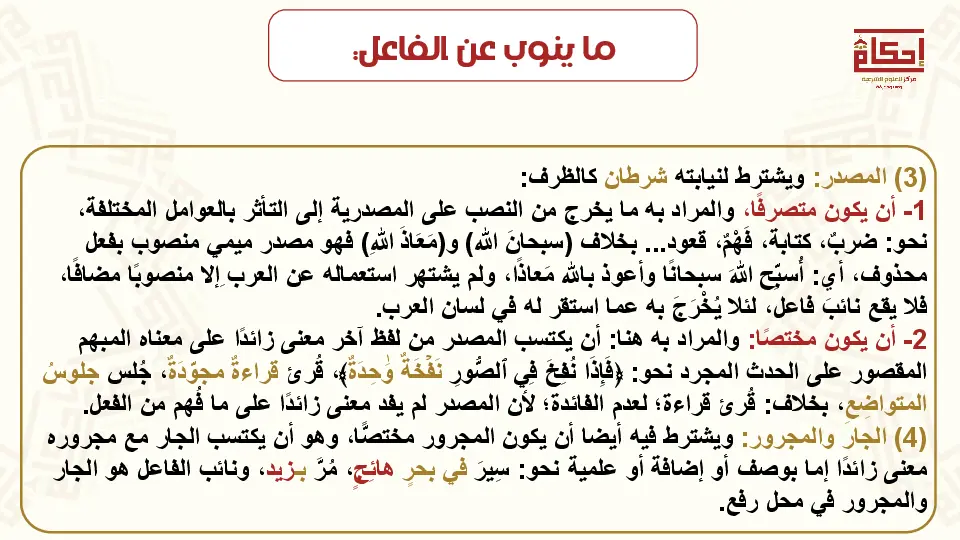 ما ينوب عن الفاعل:
إحكام
مركز للعلوم الشرعية
(3) المصدر: ويشترط لنيابته شرطان كالظرف:
1- أن يكون متصرفًا، والمراد به ما يخرج من النصب على المصدرية إلى التأثر بالعوامل المختلفة،
نحو: ضربٌ، كتابة، فَهْمٌ، قعود... بخلاف (سبحانَ الله) و(مَعَاذَ اللهِ) فهو مصدر ميمي منصوب بفعل
محذوف، أي: أُسبِّح اللهَ سبحانًا وأعوذ بالله مَعاذًا، ولم يشتهر استعماله عن العرب إلا منصوبًا مضافًا،
فلا يقع نائبَ فاعل، لئلا يُخْرَجَ به عما استقر له في لسان العرب.
2- أن يكون مختصًا: والمراد به هنا: أن يكتسب المصدر من لفظ آخر معنى زائدًا على معناه المبهم
المقصور على الحدث المجرد نحو: ﴿فَإِذَا نُفِخَ فِي ٱلصُّورِ نَفْخَةٌ وَٰحِدَةٌ﴾، قُرئ قراءةٌ مجوّدَةٌ، جُلس جلوسُ
المتواضِعِ، بخلاف: قُرئ قراءة؛ لعدم الفائدة؛ لأن المصدر لم يفد معنى زائدًا على ما فُهم من الفعل.
(4) الجار والمجرور: ويشترط فيه أيضا أن يكون المجرور مختصًّا، وهو أن يكتسب الجار مع مجروره
معنى زائدًا إما بوصف أو إضافة أو علمية نحو: سِيرَ في بحرٍ هائِجٍ، مُرَّ بزيد، ونائب الفاعل هو الجار
والمجرور في محل رفع.